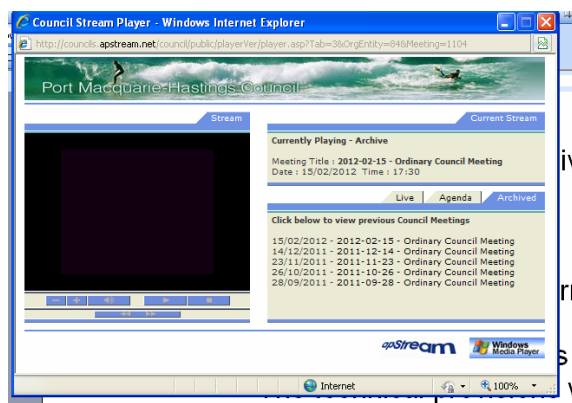 Council Stream Player - Windows Internet Explorer
http://councils.apstream.net/council/public/playerVer/player.asp?Tab=3&OrgEntity=84&Meeting=1104
Port Macquarie-Hastings Council
Stream
Current Stream
Currently Playing - Archive
Meeting Title : 2012-02-15 - Ordinary Council Meeting
Date : 15/02/2012 Time : 17:30
Live Agenda Archived
Click below to view previous Council Meetings
15/02/2012 - 2012-02-15 - Ordinary Council Meeting
14/12/2011 - 2011-12-14 - Ordinary Council Meeting
23/11/2011 - 2011-11-23 - Ordinary Council Meeting
26/10/2011 - 2011-10-26 - Ordinary Council Meeting
28/09/2011 - 2011-09-28 - Ordinary Council Meeting
apStream
Windows
Media Player
Internet 100%